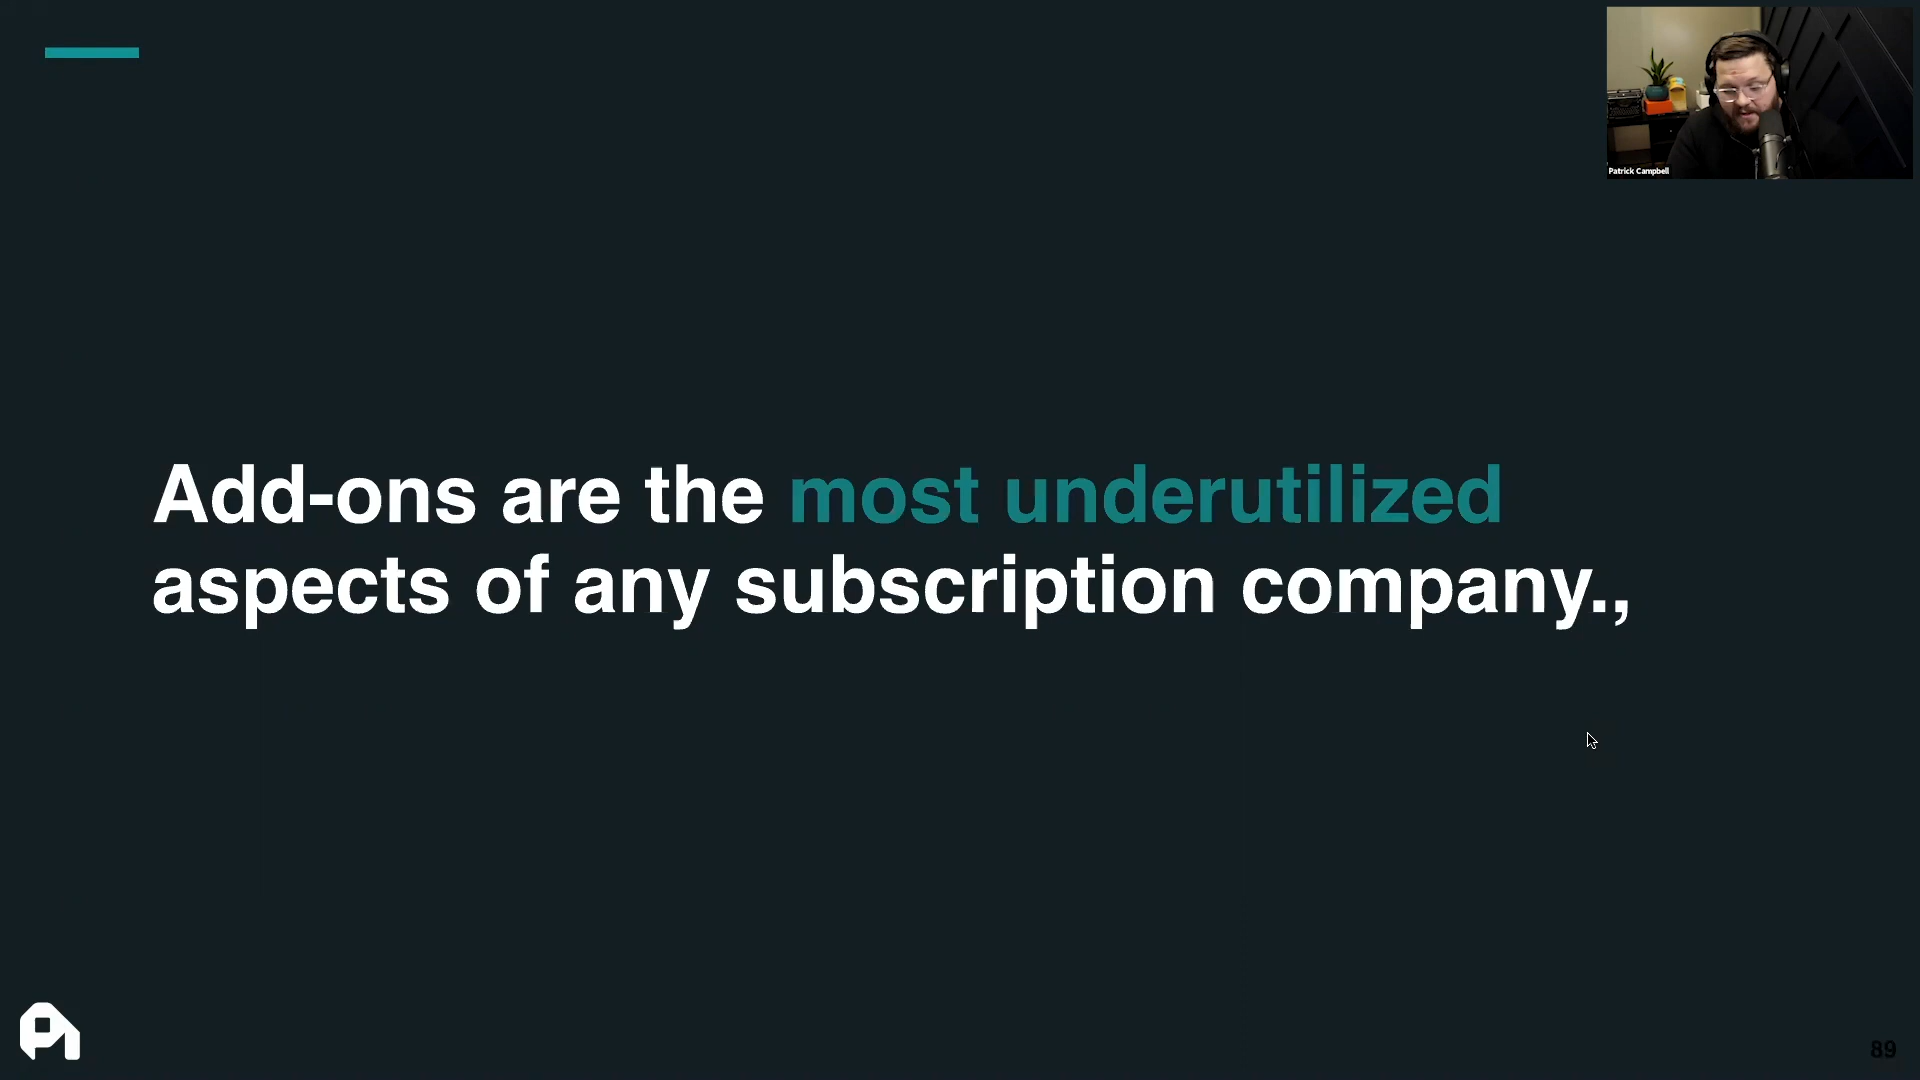 Patrick Campbell
Add-ons are the most underutilized
aspects of any subscription company.,
89